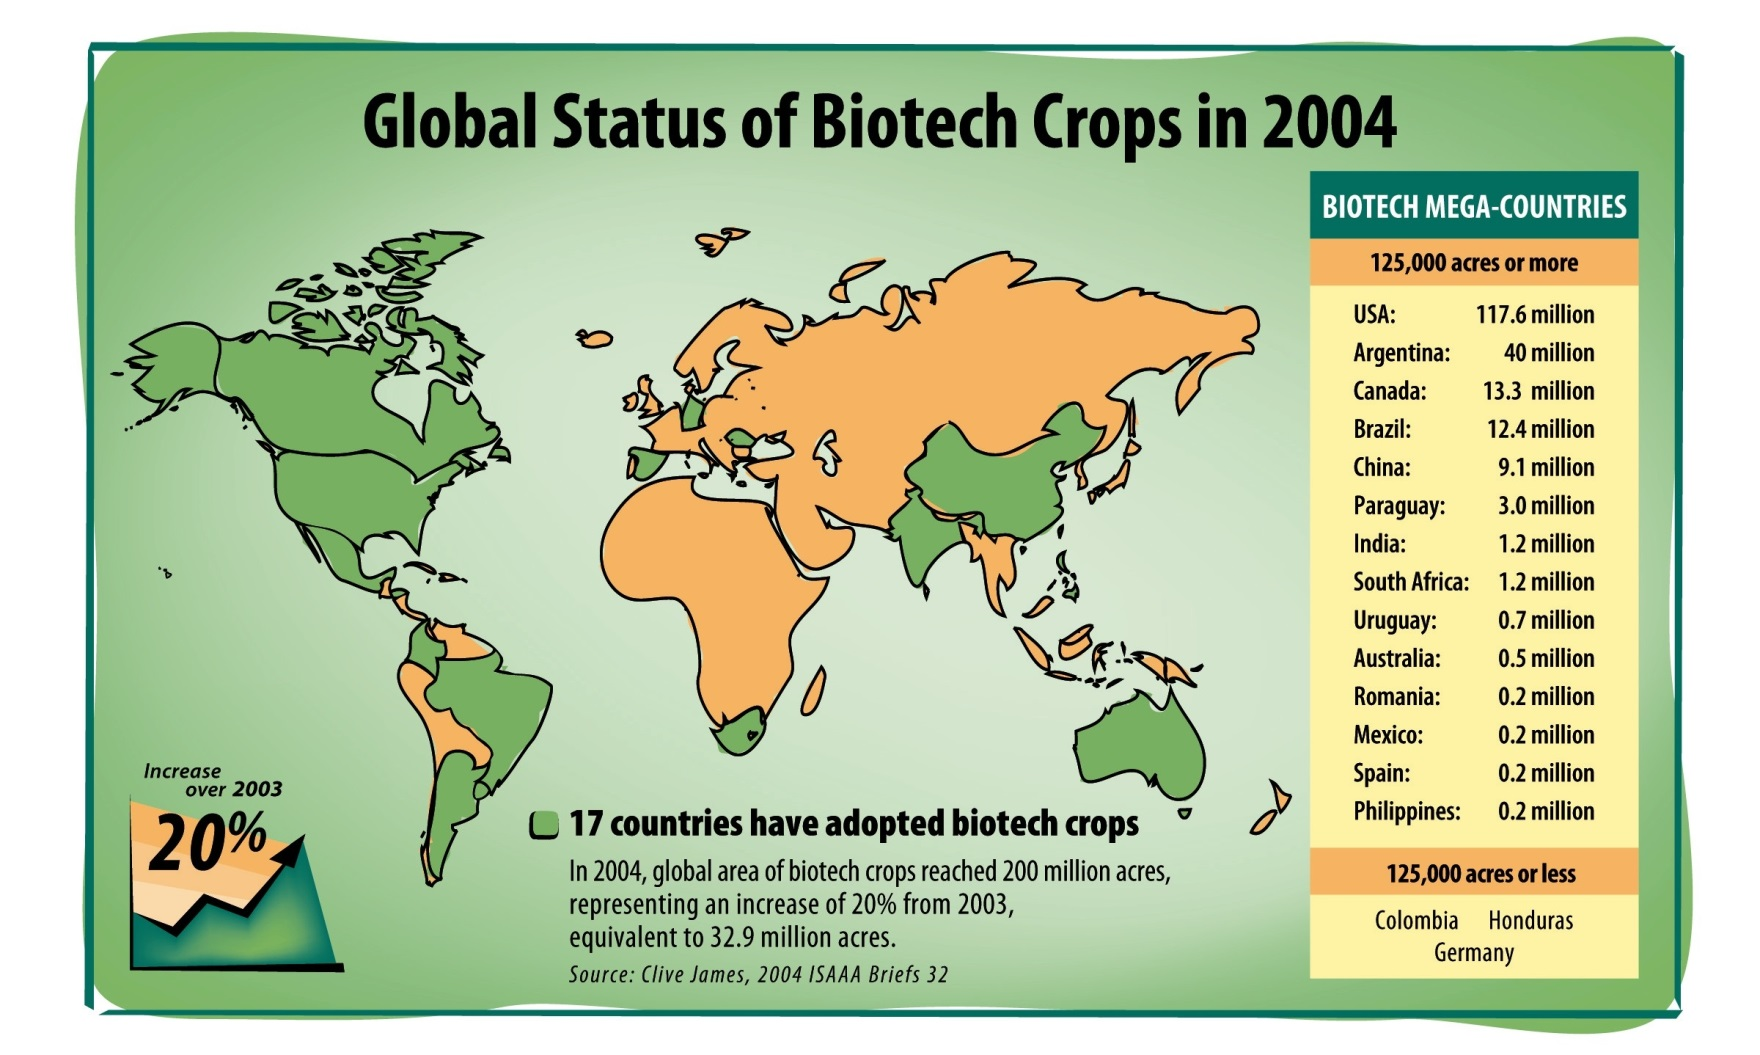 Global Status of Biotech Crops in 2004
BIOTECH MEGA-COUNTRIES
125,000 acres or more
USA: 117.6 million
Argentina: 40 million
Canada: 13.3 million
Brazil: 12.4 million
China: 9.1 million
Paraguay: 3.0 million
India: 1.2 million
South Africa: 1.2 million
Uruguay: 0.7 million
Australia: 0.5 million
Romania: 0.2 million
Mexico: 0.2 million
Spain: 0.2 million
Philippines: 0.2 million
125,000 acres or less
Colombia Honduras
Germany
Increase
over 2003
20%
17 countries have adopted biotech crops
In 2004, global area of biotech crops reached 200 million acres,
representing an increase of 20% from 2003,
equivalent to 32.9 million acres.
Source: Clive James, 2004 ISAAA Briefs 32